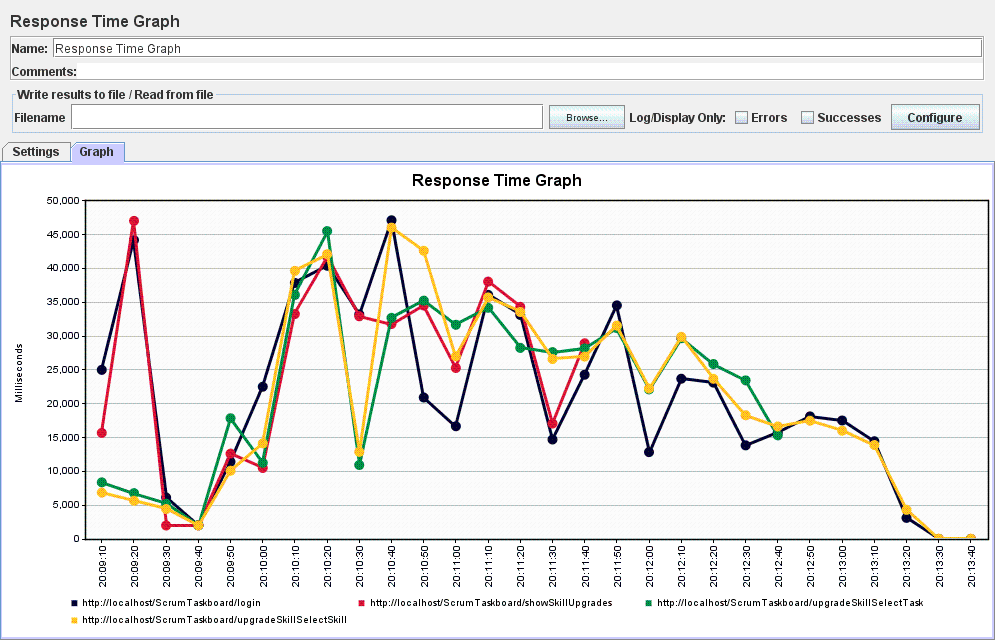 Response Time Graph
Name: Response Time Graph
Comments:
Write results to file / Read from file
Filename Browse... Log/Display Only: Errors Successes Configure
Settings Graph
Response Time Graph
50,000
45,000
40,000
35,000
30,000
25,000
20,000
15,000
10,000
5,000
0
Milliseconds
20:09:10 20:09:20 20:09:30 20:09:40 20:09:50 20:10:00 20:10:10 20:10:20 20:10:30 20:10:40 20:10:50 20:11:00 20:11:10 20:11:20 20:11:30 20:11:40 20:11:50 20:12:00 20:12:10 20:12:20 20:12:30 20:12:40 20:12:50 20:13:00 20:13:10 20:13:20 20:13:30 20:13:40
http://localhost/ScrumTaskboard/login http://localhost/ScrumTaskboard/showSkillUpgrades http://localhost/ScrumTaskboard/upgradeSkillSelectTask
http://localhost/ScrumTaskboard/upgradeSkillSelectSkill